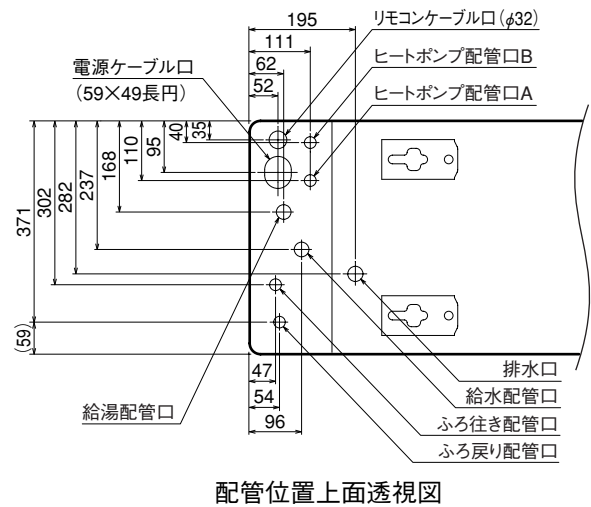 195
リモコンケーブル口(φ32)
111
ヒートポンプ配管口B
62
電源ケーブル口
(59×49長円)
52
ヒートポンプ配管口A
35
40
95
110
168
237
282
302
371
(59)
47
排水口
54
給水配管口
給湯配管口
96
ふろ往き配管口
ふろ戻り配管口
配管位置上面透視図